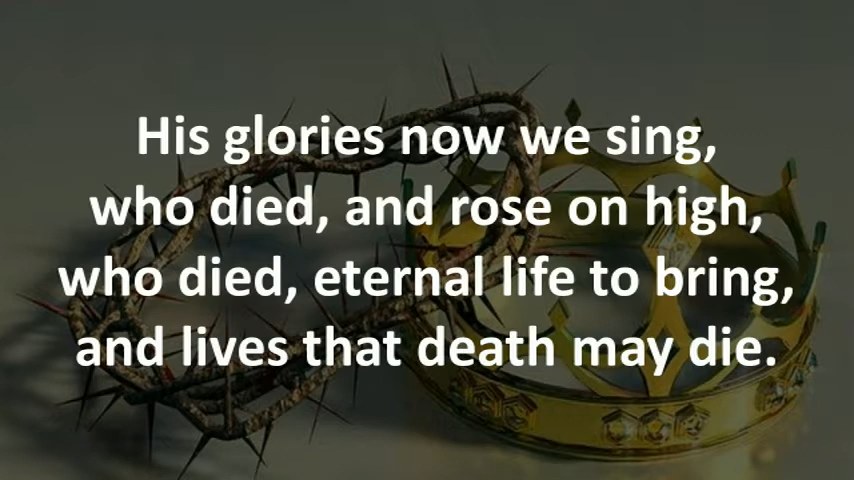 His glories now we sing,
who died, and rose on high,
who died, eternal life to bring,
and lives that death may die.